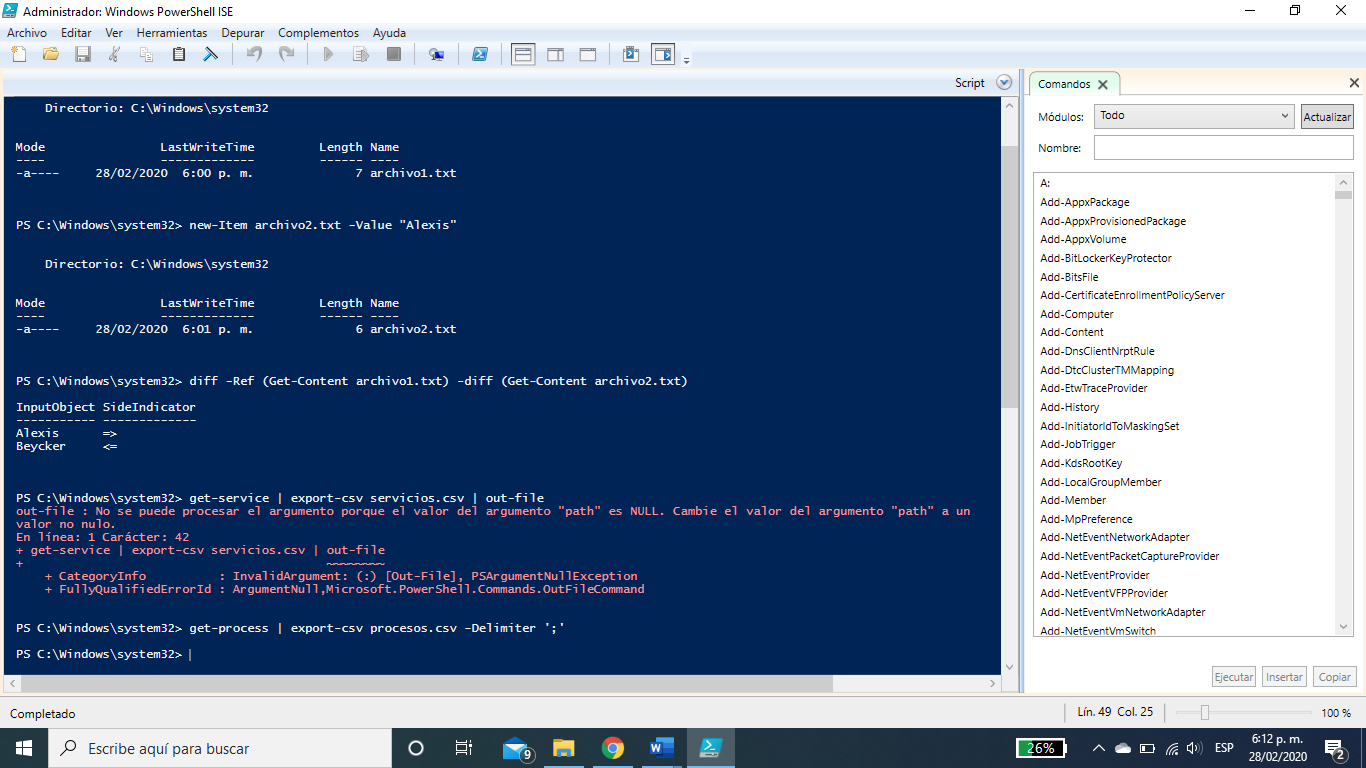 Administrador: Windows PowerShell ISE
Archivo Editar Ver Herramientas Depurar Complementos Ayuda
Script
Directorio: C:\Windows\system32
Mode LastWriteTime Length Name
---- ------------- ------ ----
-a---- 28/02/2020 6:00 p. m. 7 archivo1.txt
PS C:\Windows\system32> new-Item archivo2.txt -Value "Alexis"
Directorio: C:\Windows\system32
Mode LastWriteTime Length Name
---- ------------- ------ ----
-a---- 28/02/2020 6:01 p. m. 6 archivo2.txt
PS C:\Windows\system32> diff -Ref (Get-Content archivo1.txt) -diff (Get-Content archivo2.txt)
InputObject SideIndicator
----------- -------------
Alexis =>
Beycker <=
PS C:\Windows\system32> get-service | export-csv servicios.csv | out-file
out-file : No se puede procesar el argumento porque el valor del argumento "path" es NULL. Cambie el valor del argumento "path" a un
valor no nulo.
En línea: 1 Carácter: 42
+ get-service | export-csv servicios.csv | out-file
+ ~~~~~~~~
+ CategoryInfo : InvalidArgument: (:) [Out-File], PSArgumentNullException
+ FullyQualifiedErrorId : ArgumentNull,Microsoft.PowerShell.Commands.OutFileCommand
PS C:\Windows\system32> get-process | export-csv procesos.csv -Delimiter ';'
PS C:\Windows\system32>
Comandos
Módulos: Todo Actualizar
Nombre:
A:
Add-AppxPackage
Add-AppxProvisionedPackage
Add-AppxVolume
Add-BitLockerKeyProtector
Add-BitsFile
Add-CertificateEnrollmentPolicyServer
Add-Computer
Add-Content
Add-DnsClientNrptRule
Add-DtcClusterTMMapping
Add-EtwTraceProvider
Add-History
Add-InitiatorIdToMaskingSet
Add-JobTrigger
Add-KdsRootKey
Add-LocalGroupMember
Add-Member
Add-MpPreference
Add-NetEventNetworkAdapter
Add-NetEventPacketCaptureProvider
Add-NetEventProvider
Add-NetEventVFPProvider
Add-NetEventVmNetworkAdapter
Add-NetEventVmSwitch
Ejecutar Insertar Copiar
Completado
Lín. 49 Col. 25
100 %
Escribe aquí para buscar
9
26%
ESP
6:12 p. m.
28/02/2020
2